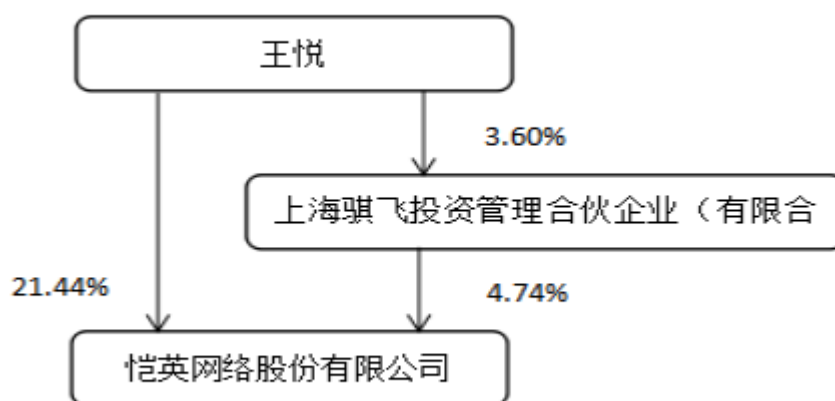 王悦
3.60%
上海骐飞投资管理合伙企业（有限合
21.44%
4.74%
恺英网络股份有限公司